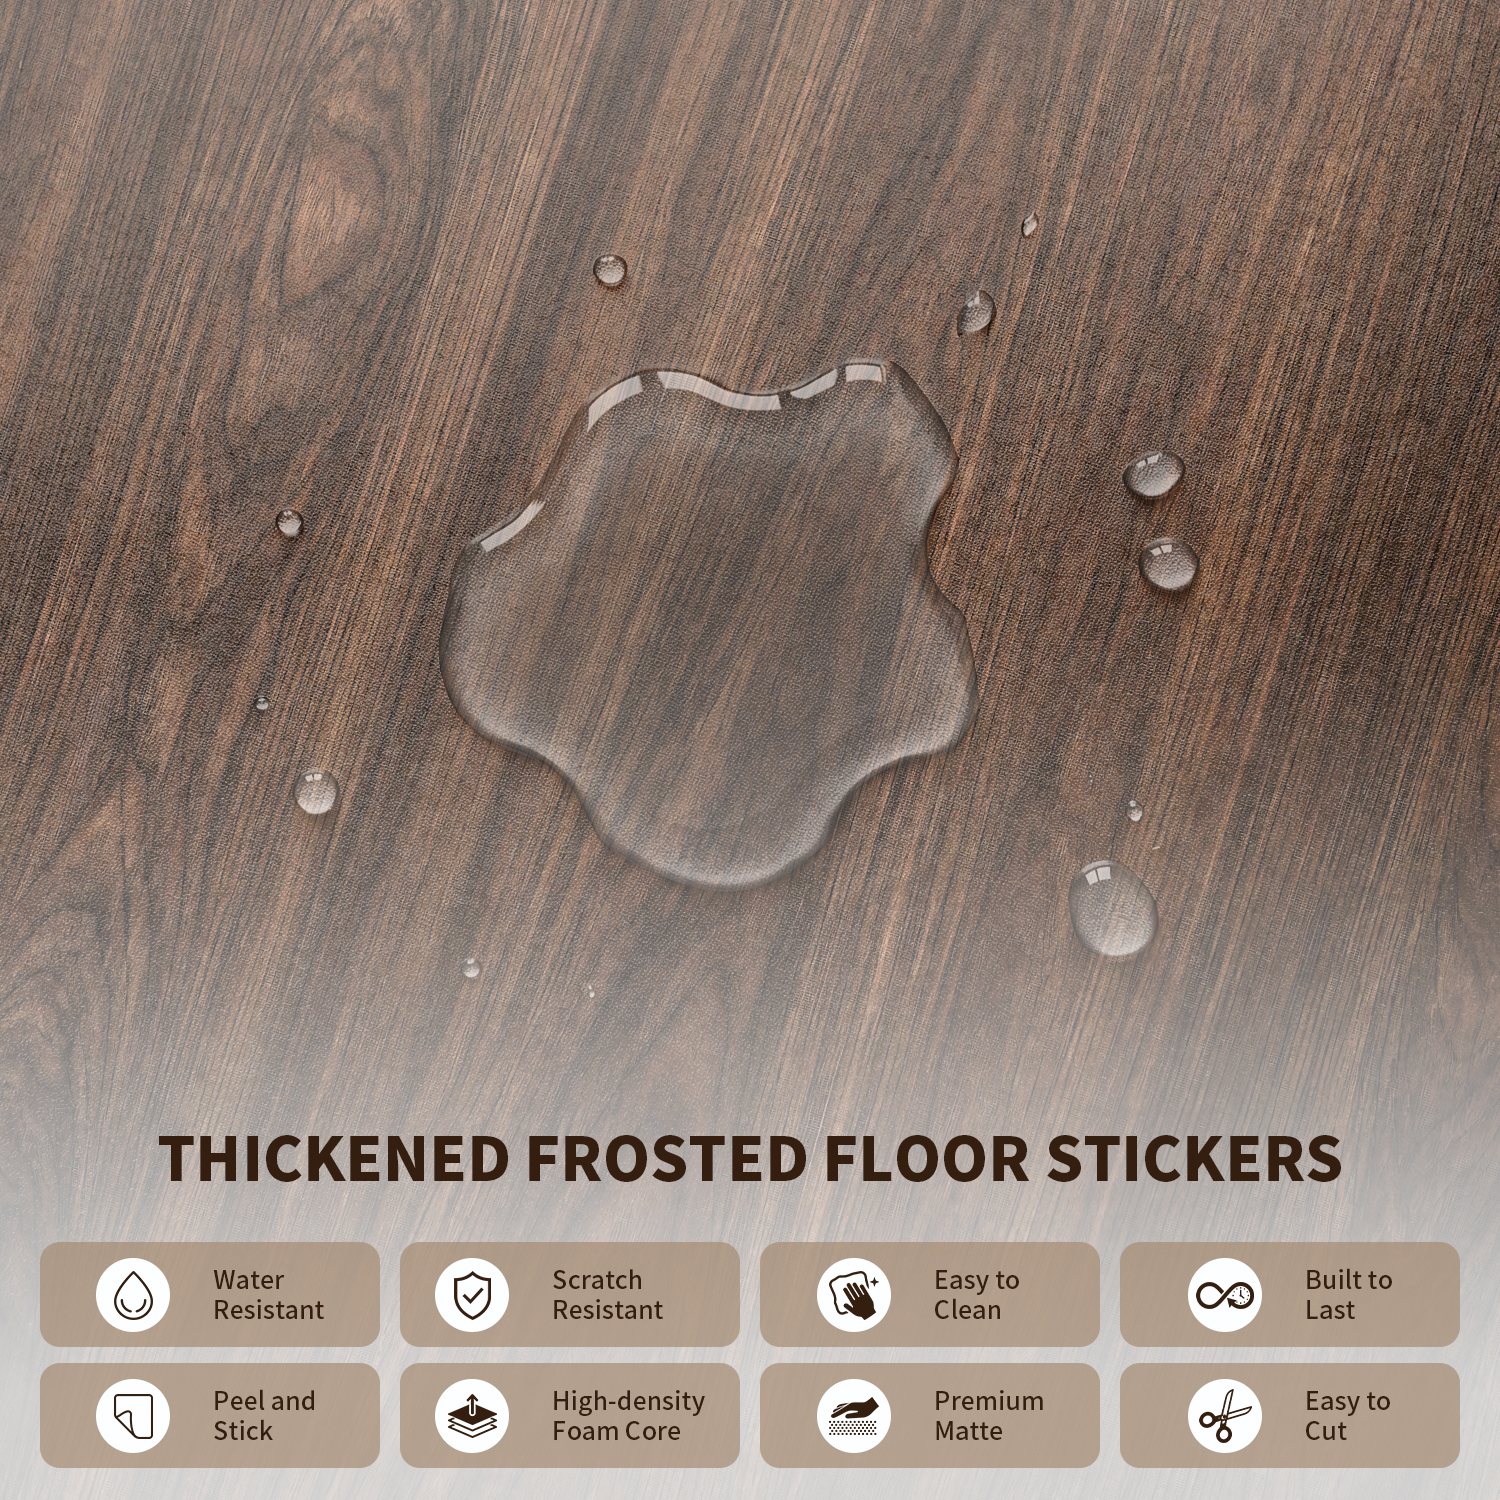 THICKENED FROSTED FLOOR STICKERS
Water
Resistant
Scratch
Resistant
Easy to
Clean
Built to
Last
Peel and
Stick
High-density
Foam Core
Premium
Matte
Easy to
Cut